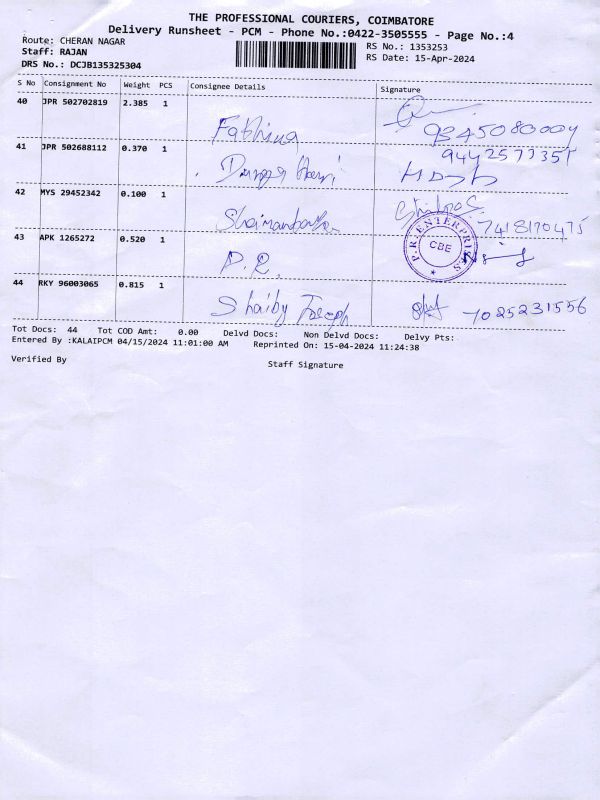 THE PROFESSIONAL COURIERS, COIMBATORE
Delivery Runsheet - PCM - Phone No.:0422-3505555 - Page No.:4
Route: CHERAN NAGAR
RS No.: 1353253
Staff: RAJAN
RS Date: 15-Apr-2024
DRS No.: DCJB135325304
S No Consignment No Weight PCS Consignee Details Signature
40 JPR 502702819 2.385 1
Fathima 9345080004
41 JPR 502688112 0.370 1
9442577357
Durga
42 MYS 29452342 0.100 1
7418170475
P.R. ENTERPRISES
CBE
43 APK 1265272 0.520 1
P.R.
44 RKY 96003065 0.815 1
Shaiby Joseph 7025231556
Tot Docs: 44 Tot COD Amt: 0.00 Delvd Docs: Non Delvd Docs: Delvy Pts:
Entered By :KALAIPCM 04/15/2024 11:01:00 AM Reprinted On: 15-04-2024 11:24:38
Verified By
Staff Signature